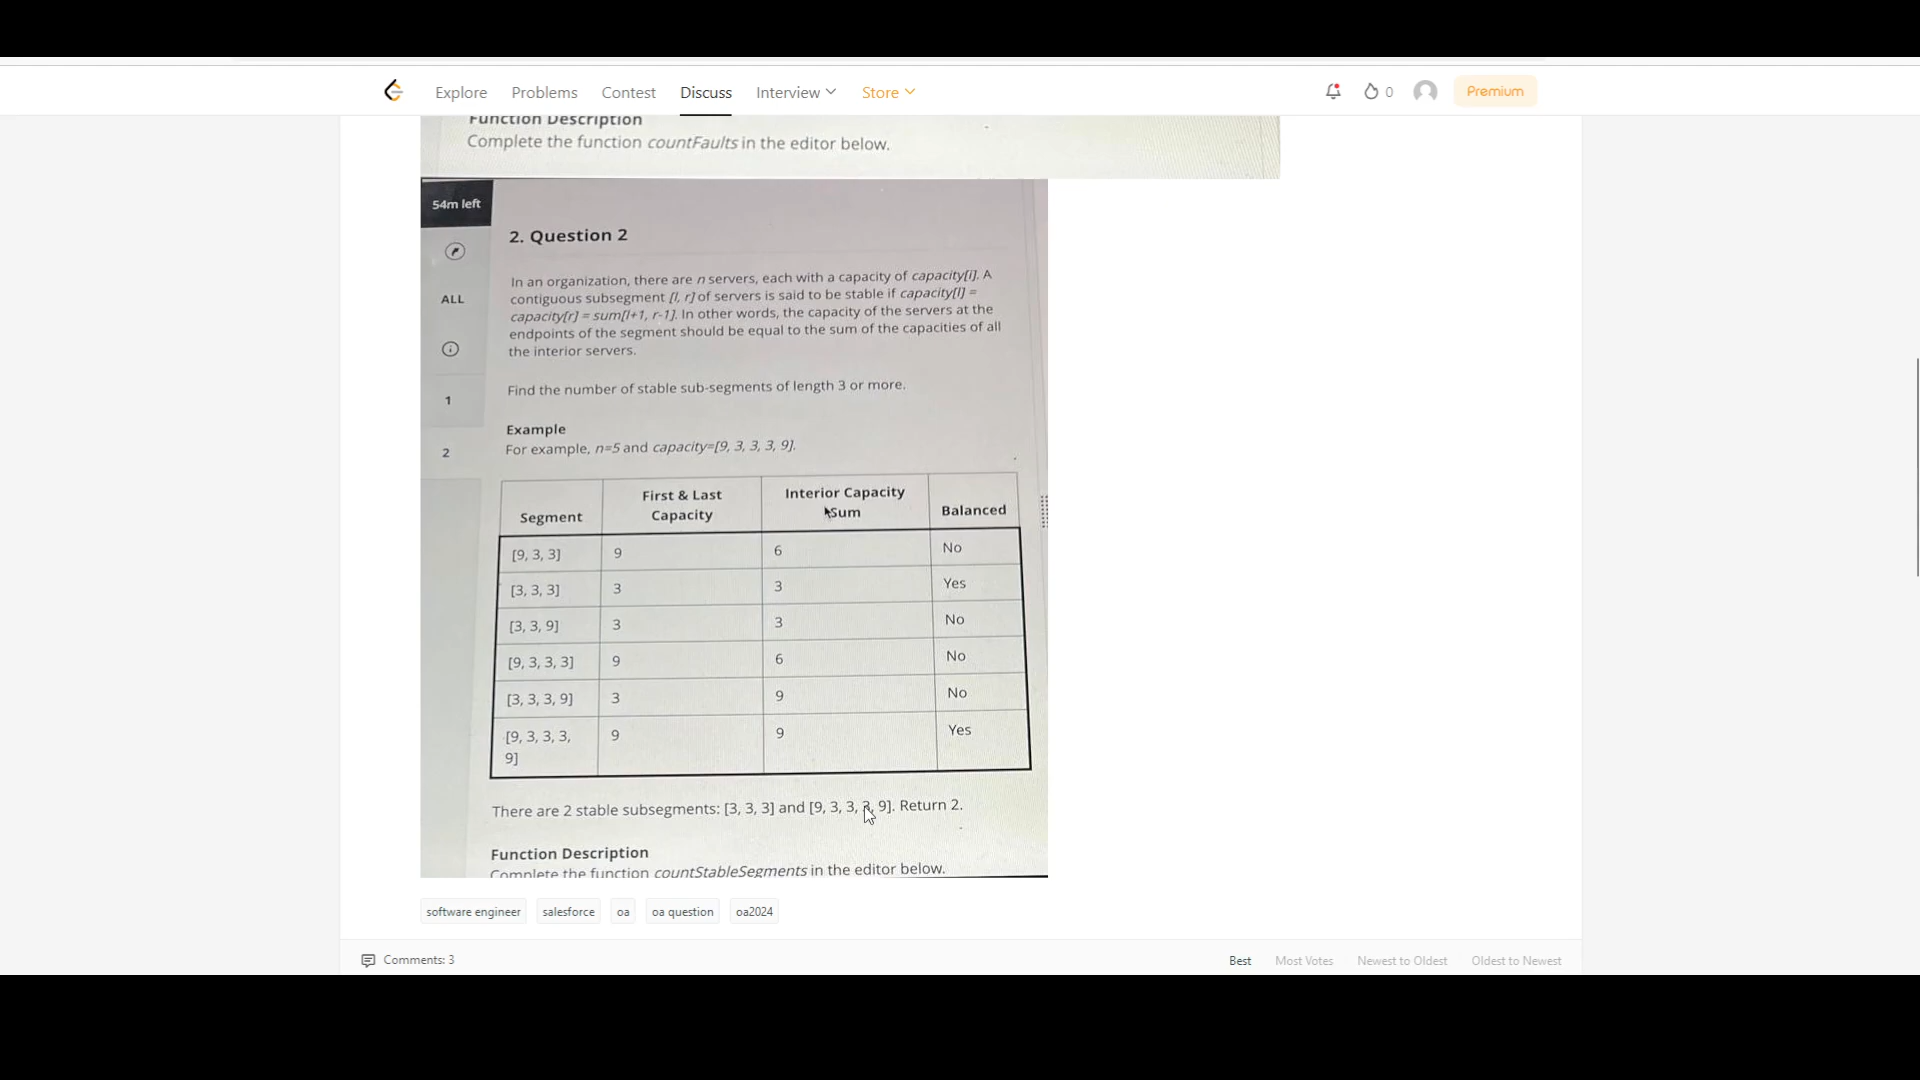 Explore Problems Contest Discuss Interview Store 0 Premium
Function Description
Complete the function countFaults in the editor below.
54m left
2. Question 2
In an organization, there are n servers, each with a capacity of capacity[i]. A
contiguous subsegment [l, r] of servers is said to be stable if capacity[l] =
capacity[r] = sum[l+1, r-1]. In other words, the capacity of the servers at the
endpoints of the segment should be equal to the sum of the capacities of all
the interior servers.
ALL
Find the number of stable sub-segments of length 3 or more.
1
Example
For example, n=5 and capacity=[9, 3, 3, 3, 9].
2
First & Last Interior Capacity
Segment Capacity Sum Balanced
[9, 3, 3] 9 6 No
[3, 3, 3] 3 3 Yes
[3, 3, 9] 3 3 No
[9, 3, 3, 3] 9 6 No
[3, 3, 3, 9] 3 9 No
[9, 3, 3, 3, 9 9 Yes
9]
There are 2 stable subsegments: [3, 3, 3] and [9, 3, 3, 3, 9]. Return 2.
Function Description
Complete the function countStableSegments in the editor below.
software engineer salesforce oa oa question oa2024
Comments: 3 Best Most Votes Newest to Oldest Oldest to Newest